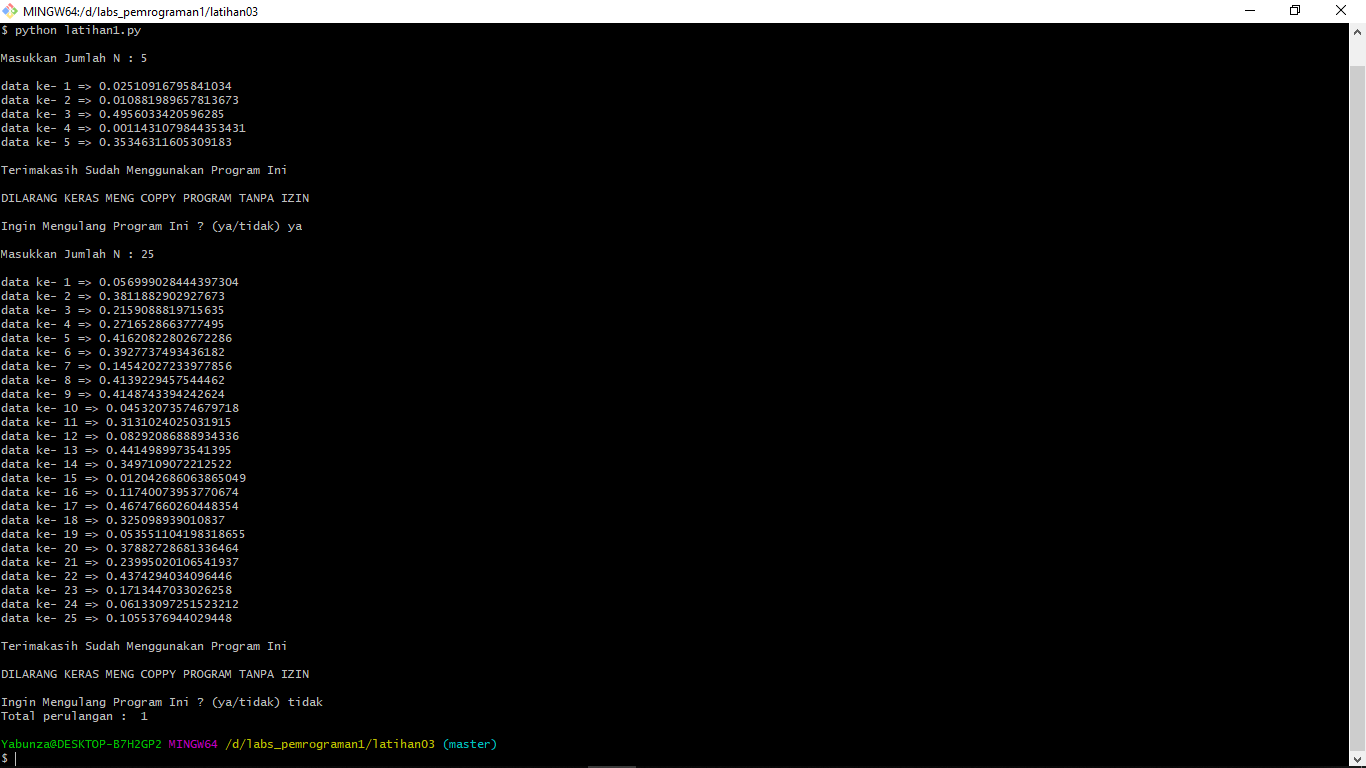 MINGW64:/d/labs_pemrograman1/latihan03
$ python latihan1.py
Masukkan Jumlah N : 5
data ke- 1 => 0.02510916795841034
data ke- 2 => 0.010881989657813673
data ke- 3 => 0.4956033420596285
data ke- 4 => 0.0011431079844353431
data ke- 5 => 0.35346311605309183
Terimakasih Sudah Menggunakan Program Ini
DILARANG KERAS MENG COPPY PROGRAM TANPA IZIN
Ingin Mengulang Program Ini ? (ya/tidak) ya
Masukkan Jumlah N : 25
data ke- 1 => 0.056999028444397304
data ke- 2 => 0.3811882902927673
data ke- 3 => 0.2159088819715635
data ke- 4 => 0.2716528663777495
data ke- 5 => 0.41620822802672286
data ke- 6 => 0.3927737493436182
data ke- 7 => 0.14542027233977856
data ke- 8 => 0.4139229457544462
data ke- 9 => 0.4148743394242624
data ke- 10 => 0.04532073574679718
data ke- 11 => 0.3131024025031915
data ke- 12 => 0.08292086888934336
data ke- 13 => 0.4414989973541395
data ke- 14 => 0.3497109072212522
data ke- 15 => 0.012042686063865049
data ke- 16 => 0.11740073953770674
data ke- 17 => 0.46747660260448354
data ke- 18 => 0.325098939010837
data ke- 19 => 0.053551104198318655
data ke- 20 => 0.37882728681336464
data ke- 21 => 0.23995020106541937
data ke- 22 => 0.4374294034096446
data ke- 23 => 0.1713447033026258
data ke- 24 => 0.06133097251523212
data ke- 25 => 0.1055376944029448
Terimakasih Sudah Menggunakan Program Ini
DILARANG KERAS MENG COPPY PROGRAM TANPA IZIN
Ingin Mengulang Program Ini ? (ya/tidak) tidak
Total perulangan :  1
Yabunza@DESKTOP-B7H2GP2 MINGW64 /d/labs_pemrograman1/latihan03 (master)
$